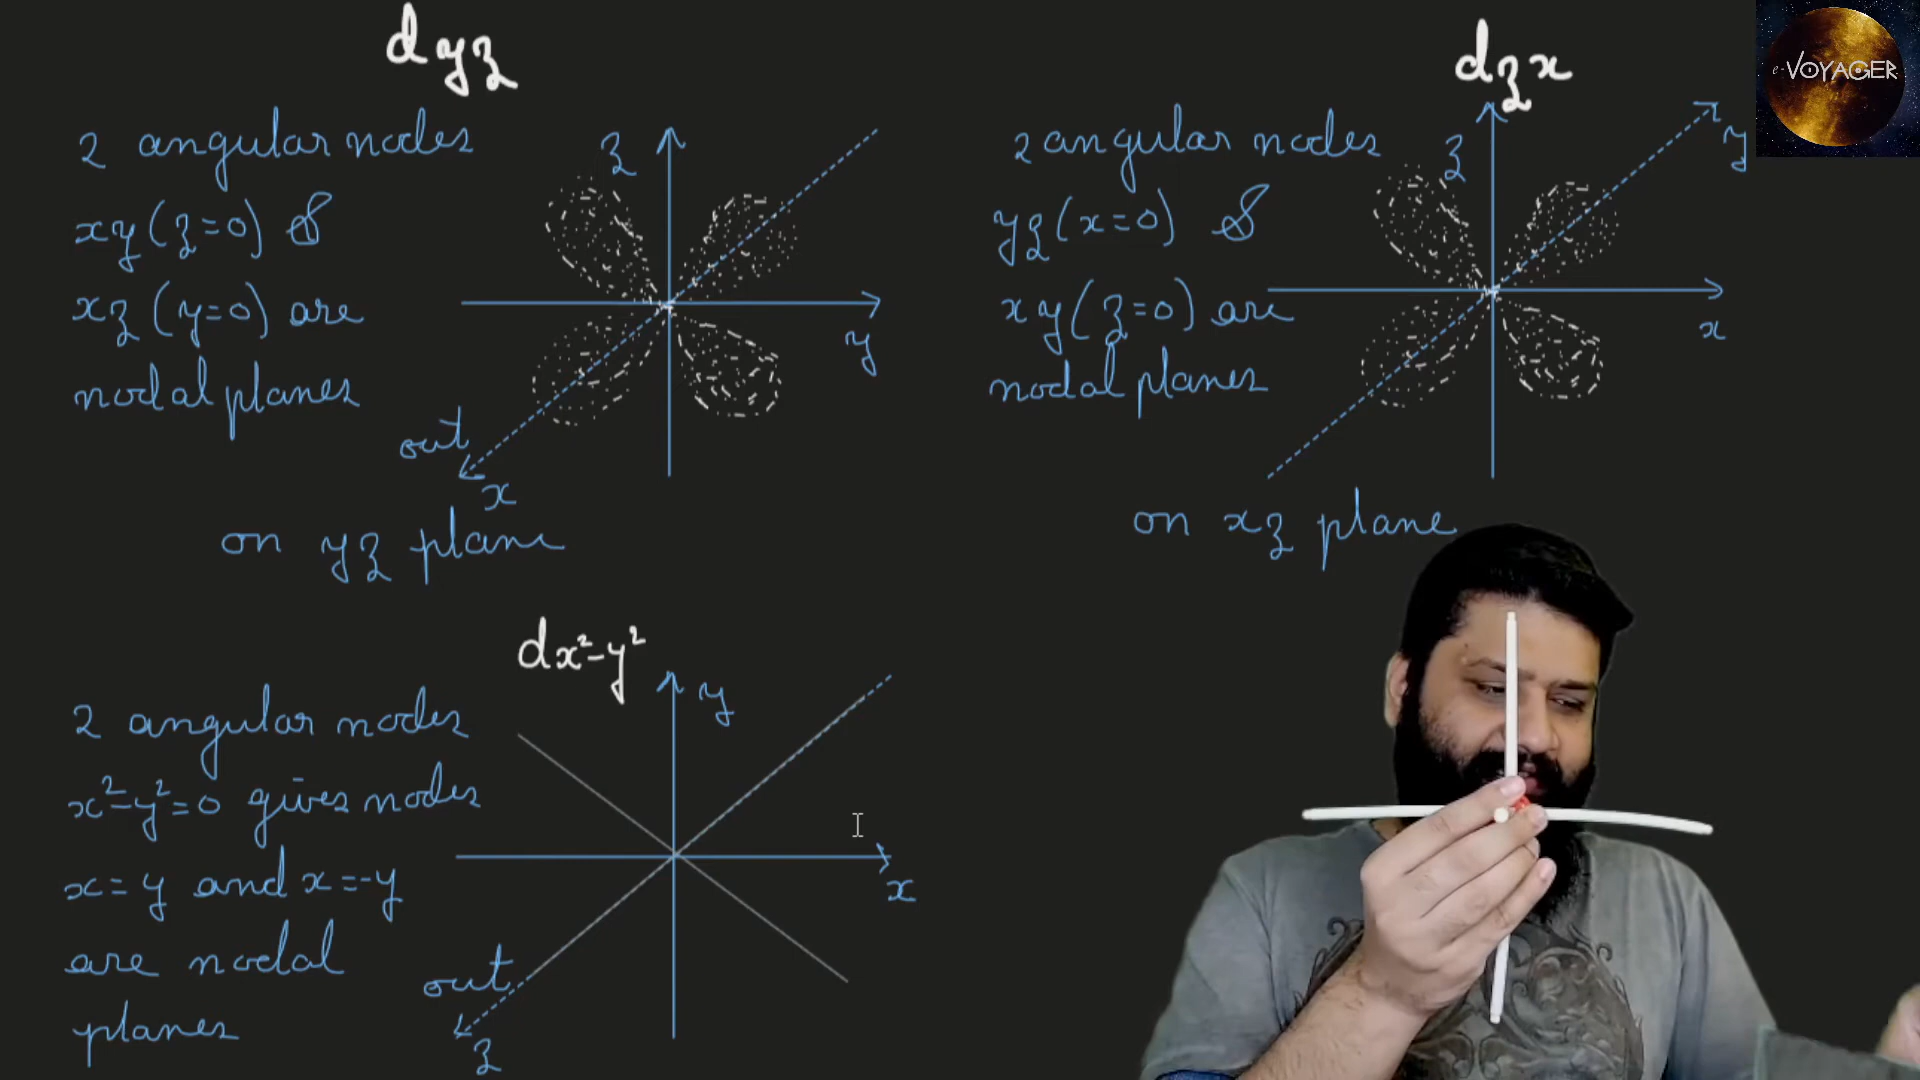 dyz
2 angular nodes
xy (z=0) &
xz (y=0) are
nodal planes
z
y
out
x
on yz plane
dzx
2 angular nodes
yz (x=0) &
xy (z=0) are
nodal planes
z
y
x
on xz plane
e-VOYAGER
dx²-y²
2 angular nodes
x²-y²=0 gives nodes
x=y and x=-y
are nodal
planes
y
x
out
z